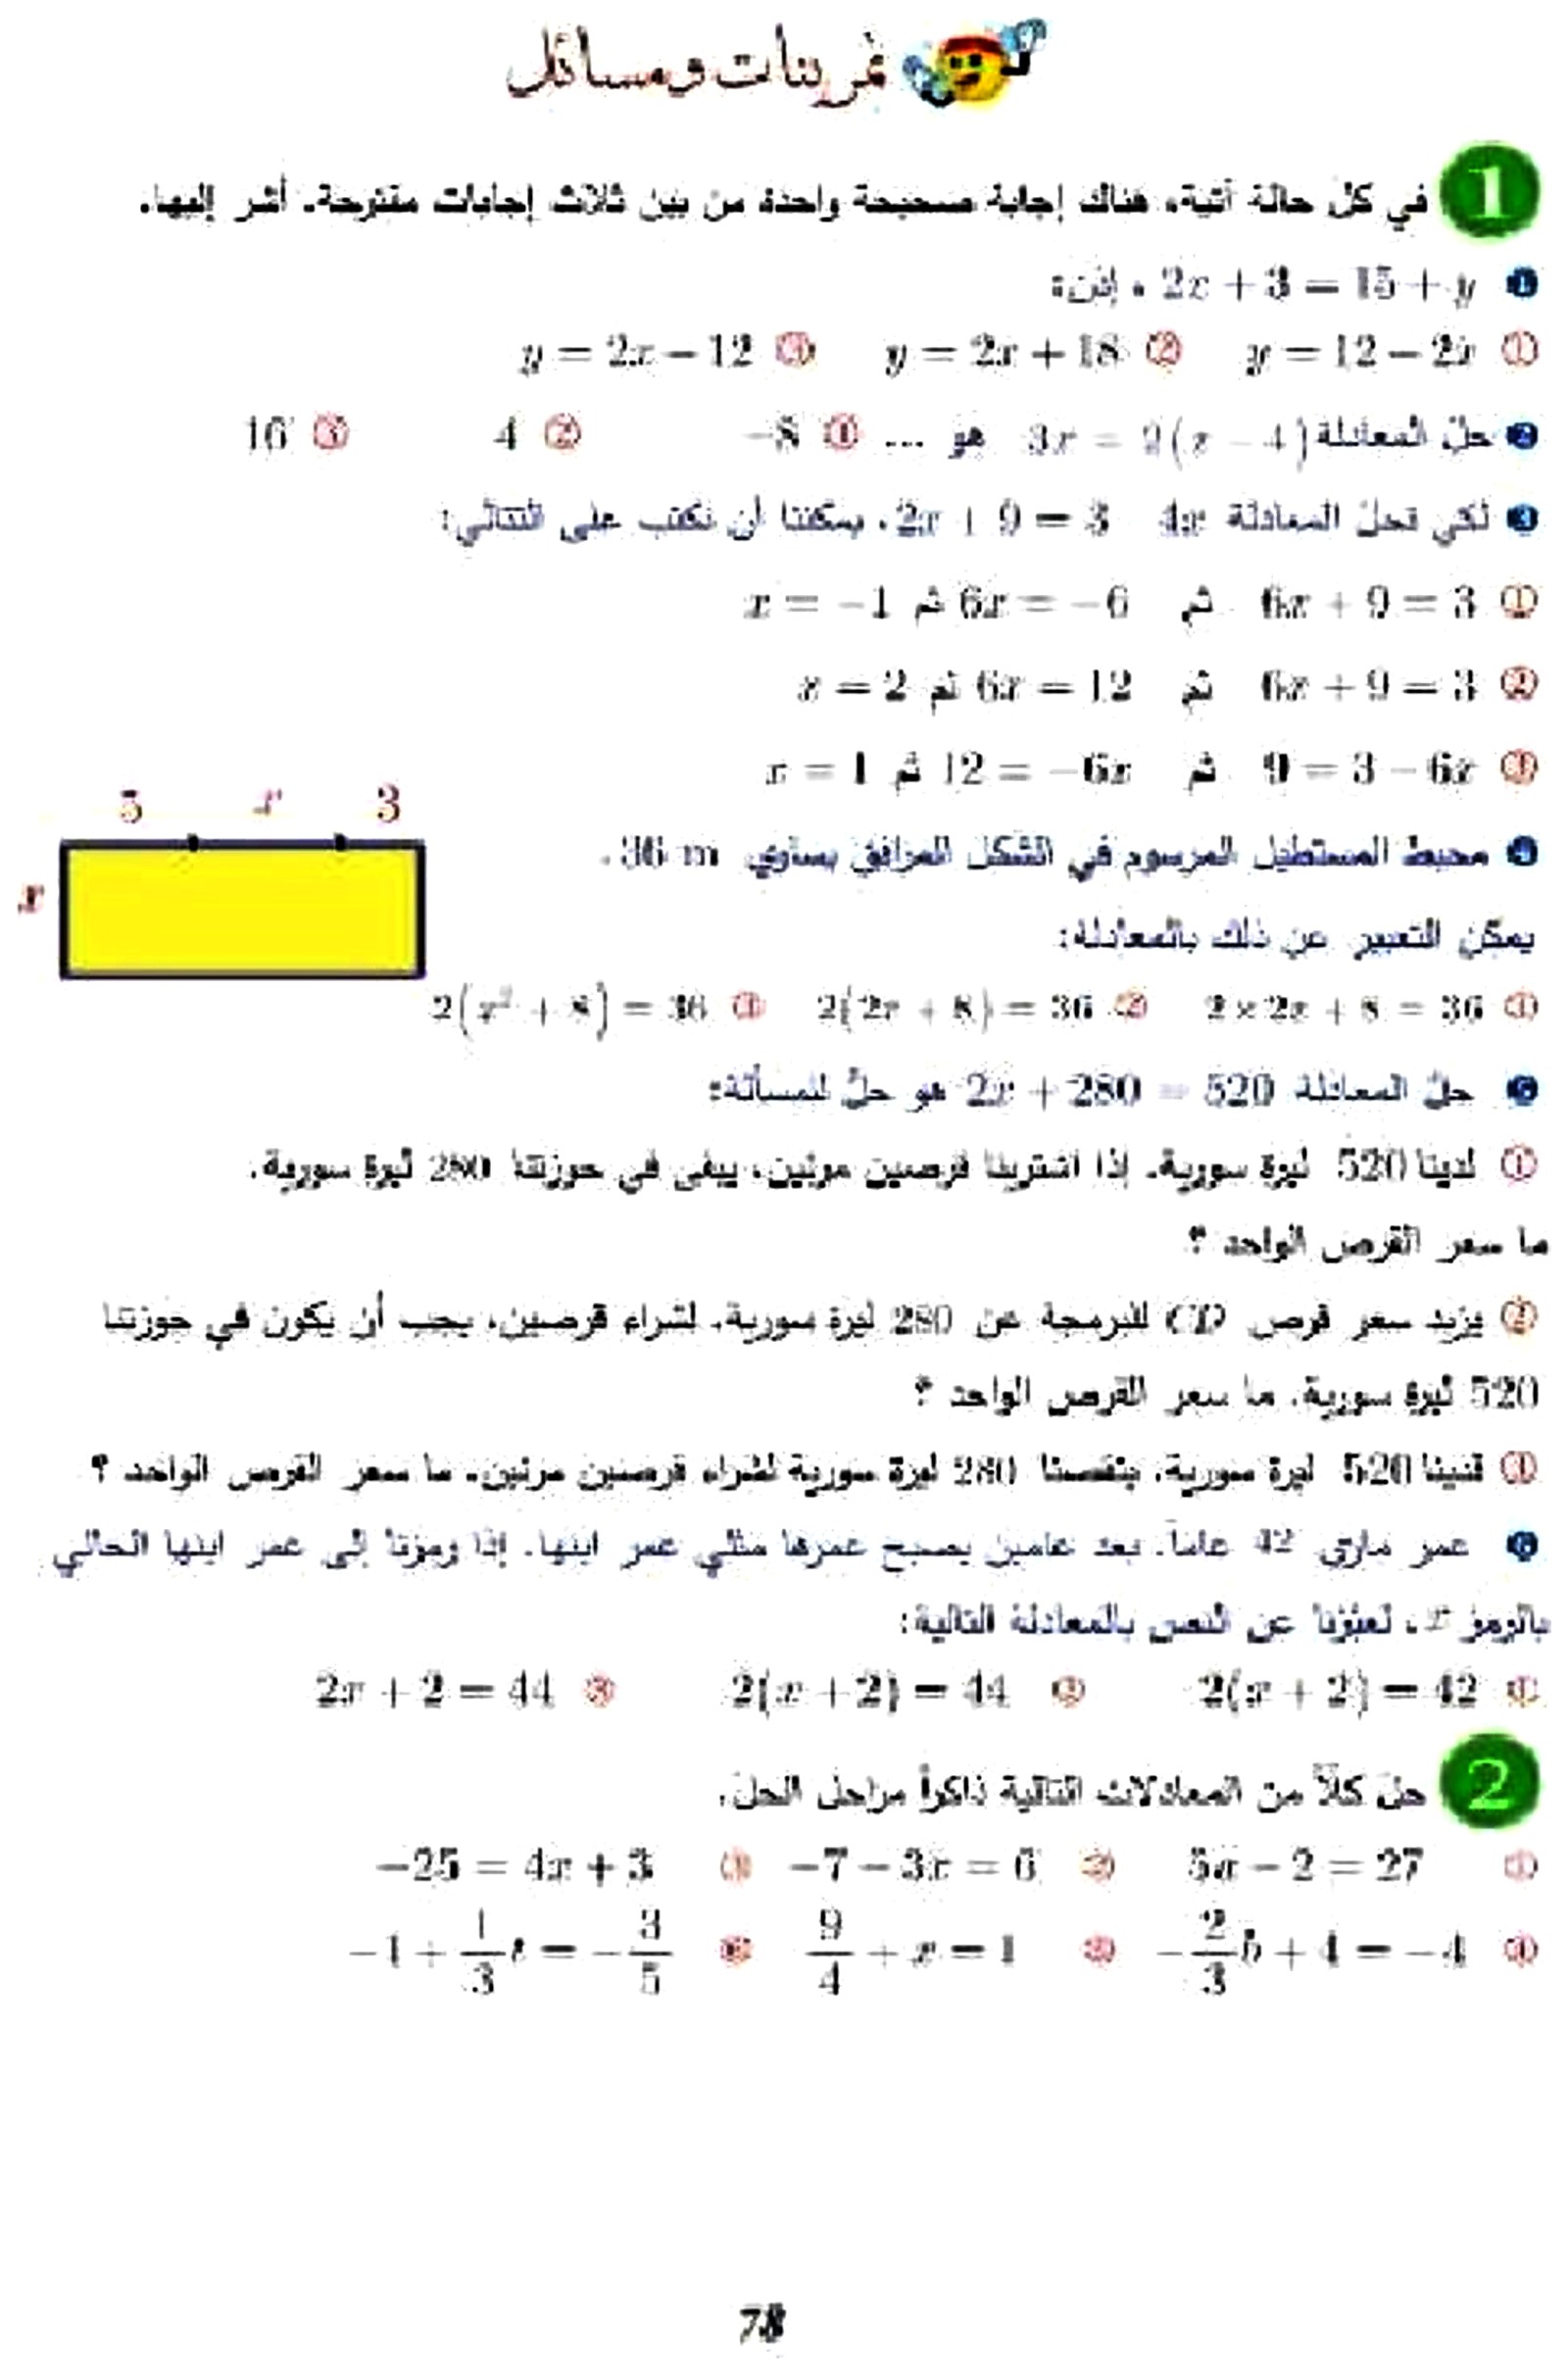 تمرينات ومسائل
1 في كل حالة آتية، هناك إجابة صحيحة واحدة من بين ثلاث إجابات مقترحة. أشر إليها.
❶ 2x + 3 = 15 + y ، إذن:
① y = 12 − 2x ② y = 2x + 18 ③ y = 2x − 12
❷ حلّ المعادلة 3x = 2(x − 4) هو ... ① −8 ② 4 ③ 16
❸ لكي نحلّ المعادلة 2x + 9 = 3 4x، يمكننا أن نكتب على التتالي:
① 6x + 9 = 3 ثم 6x = −6 ثم x = −1
② 6x + 9 = 3 ثم 6x = 12 ثم x = 2
③ 9 = 3 − 6x ثم 12 = −6x ثم x = 1
5 x 3
❹ محيط المستطيل المرسوم في الشكل المرافق يساوي 36 m.
x
يمكن التعبير عن ذلك بالمعادلة:
① 2 × 2x + 8 = 36 ② 2(2x + 8) = 36 ③ 2(x² + 8) = 36
❺ حلّ المعادلة 2x + 280 = 520 هو حلّ للمسألة:
① لدينا 520 ليرة سورية. إذا اشترينا قرصين مرنين، يبقى في حوزتنا 280 ليرة سورية.
ما سعر القرص الواحد ؟
② يزيد سعر قرص CD للبرمجة عن 280 ليرة سورية. لشراء قرصين، يجب أن يكون في حوزتنا
520 ليرة سورية. ما سعر القرص الواحد ؟
③ لدينا 520 ليرة سورية، ينقصنا 280 ليرة سورية لشراء قرصين مرنين، ما سعر القرص الواحد ؟
❻ عمر ماري 42 عاماً. بعد عامين يصبح عمرها مثلي عمر ابنها. إذا رمزنا إلى عمر ابنها الحالي
بالرمز x، لعبّرنا عن النص بالمعادلة التالية:
① 2(x + 2) = 42 ② 2(x + 2) = 44 ③ 2x + 2 = 44
2 حل كلاً من المعادلات التالية ذاكراً مراحل الحل.
① 5x − 2 = 27 ② −7 − 3x = 6 ③ −25 = 4x + 3
④ −2/3 b + 4 = −4 ⑤ 9/4 + x = 1 ⑥ −1 + 1/3 t = −3/5
78